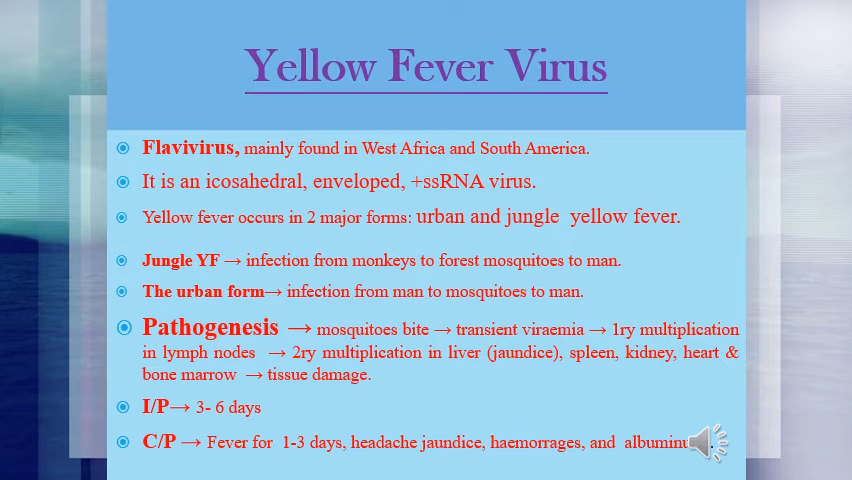 Yellow Fever Virus
Flavivirus, mainly found in West Africa and South America.
It is an icosahedral, enveloped, +ssRNA virus.
Yellow fever occurs in 2 major forms: urban and jungle yellow fever.
Jungle YF → infection from monkeys to forest mosquitoes to man.
The urban form→ infection from man to mosquitoes to man.
Pathogenesis → mosquitoes bite → transient viraemia → 1ry multiplication
in lymph nodes → 2ry multiplication in liver (jaundice), spleen, kidney, heart &
bone marrow → tissue damage.
I/P→ 3- 6 days
C/P → Fever for 1-3 days, headache jaundice, haemorrages, and